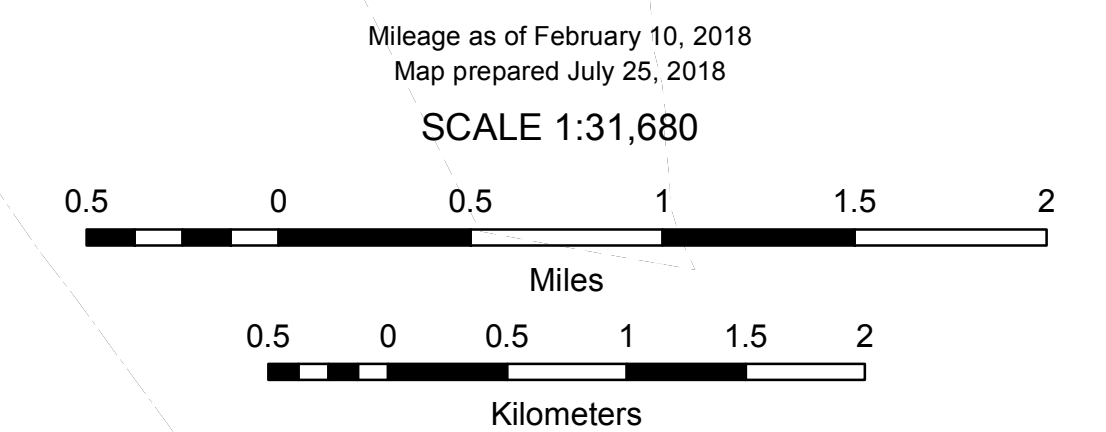 Mileage as of February 10, 2018
Map prepared July 25, 2018
SCALE 1:31,680
0.5 0 0.5 1 1.5 2
Miles
0.5 0 0.5 1 1.5 2
Kilometers